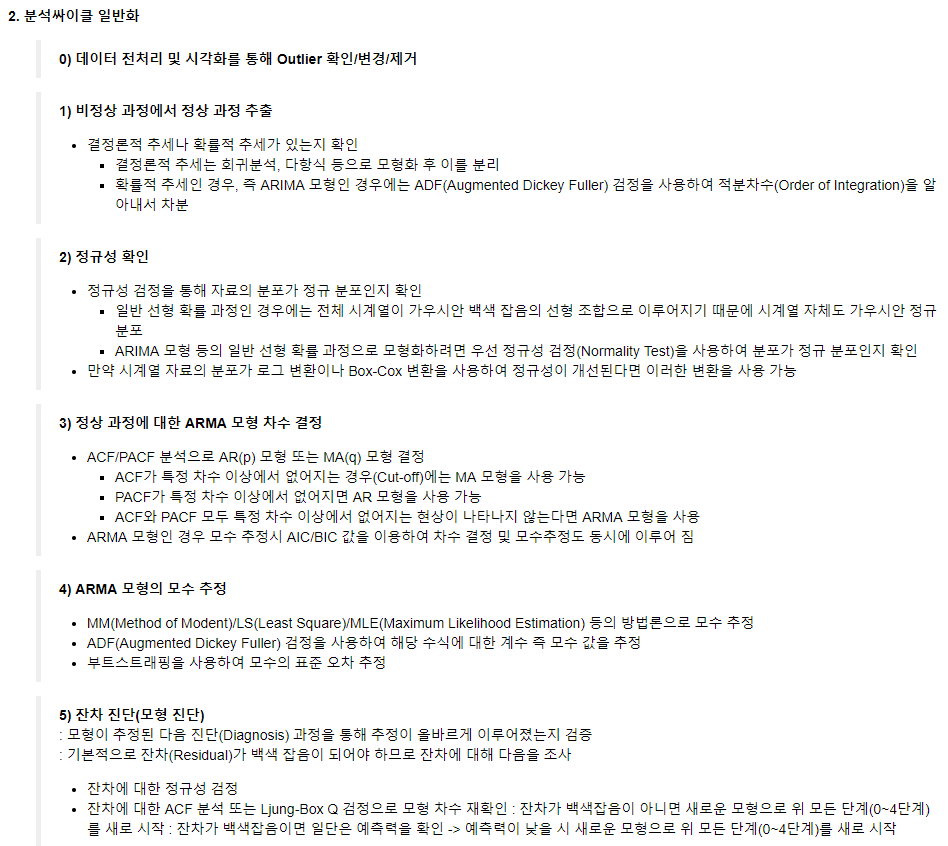 2. 분석싸이클 일반화
0) 데이터 전처리 및 시각화를 통해 Outlier 확인/변경/제거
1) 비정상 과정에서 정상 과정 추출
• 결정론적 추세나 확률적 추세가 있는지 확인
▪ 결정론적 추세는 회귀분석, 다항식 등으로 모형화 후 이를 분리
▪ 확률적 추세인 경우, 즉 ARIMA 모형인 경우에는 ADF(Augmented Dickey Fuller) 검정을 사용하여 적분차수(Order of Integration)을 알
아내서 차분
2) 정규성 확인
• 정규성 검정을 통해 자료의 분포가 정규 분포인지 확인
▪ 일반 선형 확률 과정인 경우에는 전체 시계열이 가우시안 백색 잡음의 선형 조합으로 이루어지기 때문에 시계열 자체도 가우시안 정규
분포
▪ ARIMA 모형 등의 일반 선형 확률 과정으로 모형화하려면 우선 정규성 검정(Normality Test)을 사용하여 분포가 정규 분포인지 확인
• 만약 시계열 자료의 분포가 로그 변환이나 Box-Cox 변환을 사용하여 정규성이 개선된다면 이러한 변환을 사용 가능
3) 정상 과정에 대한 ARMA 모형 차수 결정
• ACF/PACF 분석으로 AR(p) 모형 또는 MA(q) 모형 결정
▪ ACF가 특정 차수 이상에서 없어지는 경우(Cut-off)에는 MA 모형을 사용 가능
▪ PACF가 특정 차수 이상에서 없어지면 AR 모형을 사용 가능
▪ ACF와 PACF 모두 특정 차수 이상에서 없어지는 현상이 나타나지 않는다면 ARMA 모형을 사용
• ARMA 모형인 경우 모수 추정시 AIC/BIC 값을 이용하여 차수 결정 및 모수추정도 동시에 이루어 짐
4) ARMA 모형의 모수 추정
• MM(Method of Modent)/LS(Least Square)/MLE(Maximum Likelihood Estimation) 등의 방법론으로 모수 추정
• ADF(Augmented Dickey Fuller) 검정을 사용하여 해당 수식에 대한 계수 즉 모수 값을 추정
• 부트스트래핑을 사용하여 모수의 표준 오차 추정
5) 잔차 진단(모형 진단)
: 모형이 추정된 다음 진단(Diagnosis) 과정을 통해 추정이 올바르게 이루어졌는지 검증
: 기본적으로 잔차(Residual)가 백색 잡음이 되어야 하므로 잔차에 대해 다음을 조사
• 잔차에 대한 정규성 검정
• 잔차에 대한 ACF 분석 또는 Ljung-Box Q 검정으로 모형 차수 재확인 : 잔차가 백색잡음이 아니면 새로운 모형으로 위 모든 단계(0~4단계)
를 새로 시작 : 잔차가 백색잡음이면 일단은 예측력을 확인 -> 예측력이 낮을 시 새로운 모형으로 위 모든 단계(0~4단계)를 새로 시작